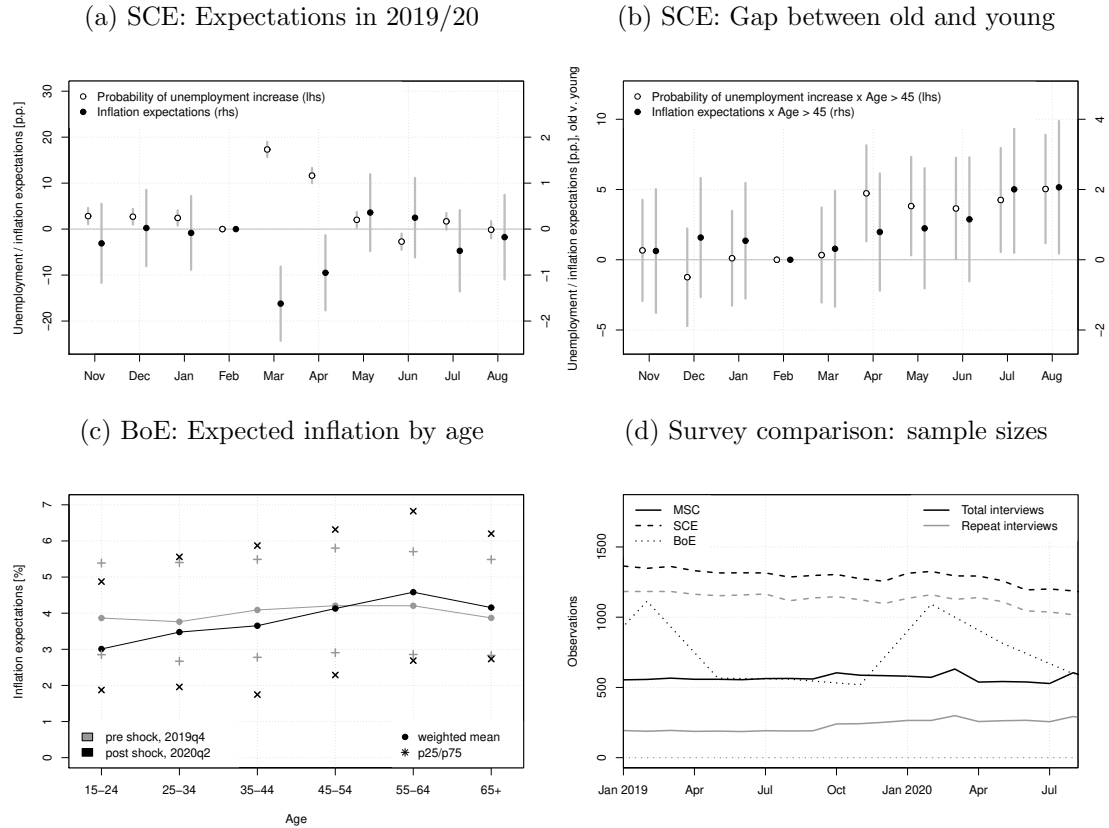 (a) SCE: Expectations in 2019/20
Unemployment / inflation expectations [p.p.]
Probability of unemployment increase (lhs)
Inflation expectations (rhs)
30
20
10
0
−10
−20
2
1
0
−1
−2
Nov Dec Jan Feb Mar Apr May Jun Jul Aug
(b) SCE: Gap between old and young
Unemployment / inflation expectations [p.p.], old v. young
Probability of unemployment increase x Age > 45 (lhs)
Inflation expectations x Age > 45 (rhs)
10
5
0
−5
4
2
0
−2
Nov Dec Jan Feb Mar Apr May Jun Jul Aug
(c) BoE: Expected inflation by age
Inflation expectations [%]
7
6
5
4
3
2
1
0
pre shock, 2019q4
post shock, 2020q2
weighted mean
p25/p75
15−24 25−34 35−44 45−54 55−64 65+
Age
(d) Survey comparison: sample sizes
Observations
MSC
SCE
BoE
Total interviews
Repeat interviews
1500
1000
500
0
Jan 2019 Apr Jul Oct Jan 2020 Apr Jul